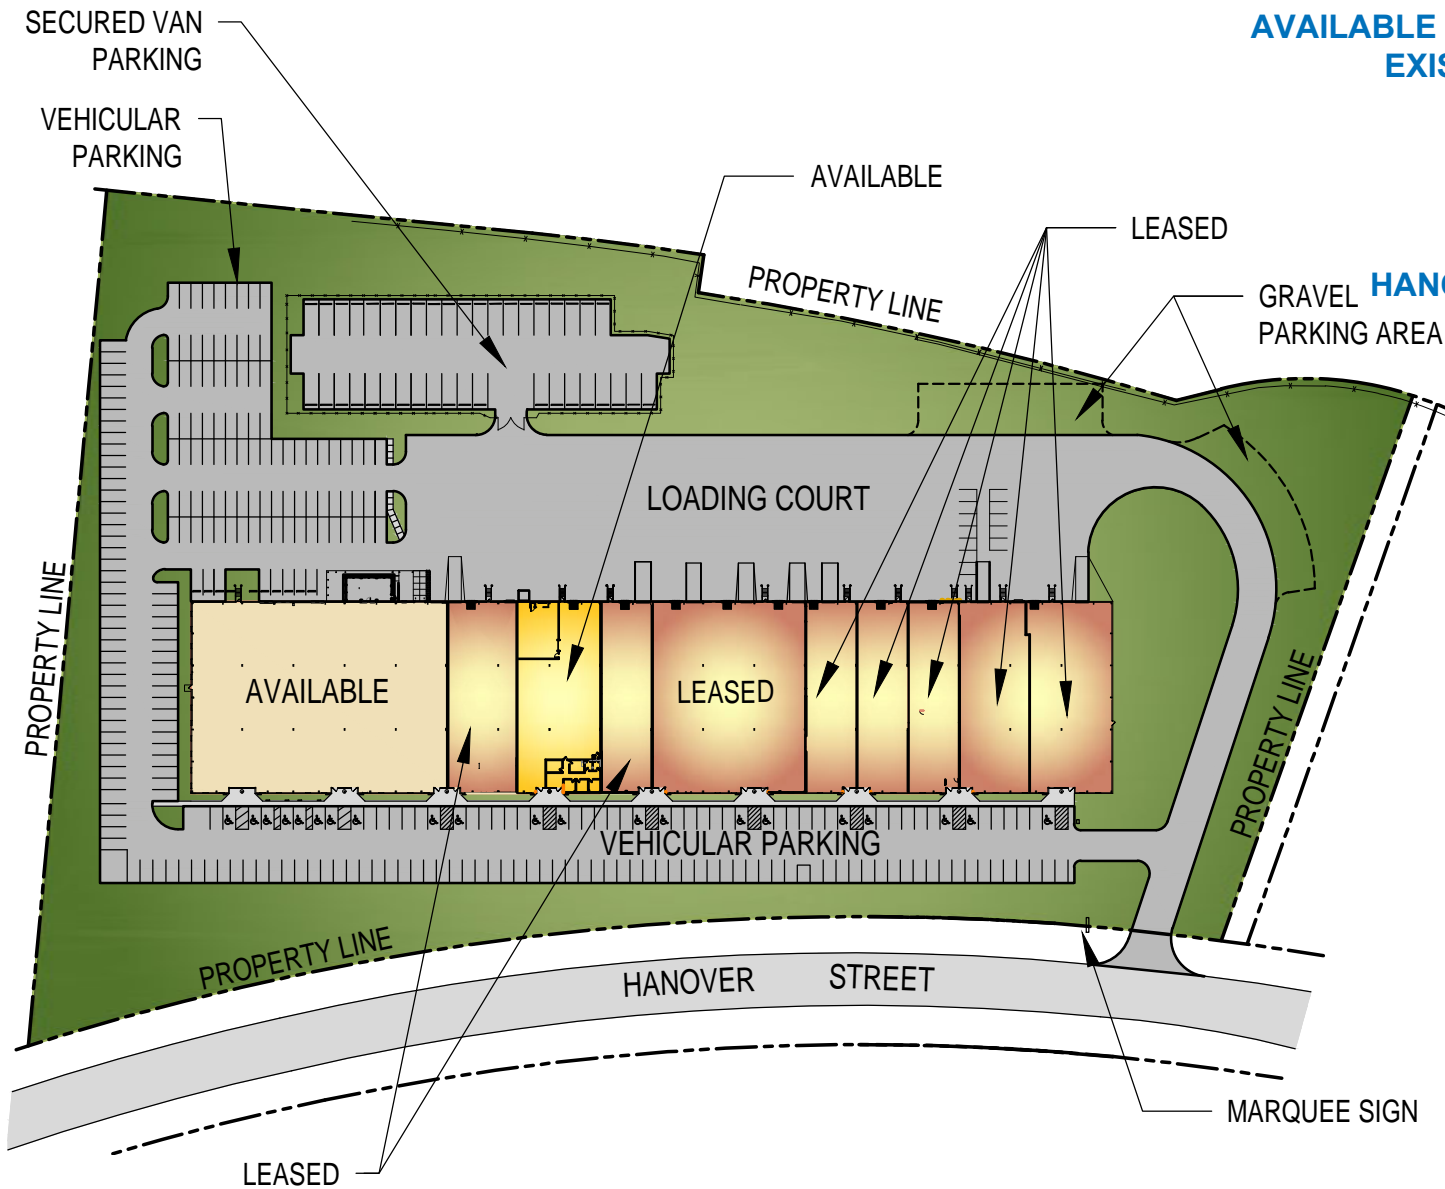 SECURED VAN
PARKING
AVAILABLE
EXIS
VEHICULAR
PARKING
AVAILABLE
LEASED
PROPERTY LINE
GRAVEL
PARKING AREA
HANO
LOADING COURT
PROPERTY LINE
AVAILABLE
LEASED
PROPERTY LINE
VEHICULAR PARKING
PROPERTY LINE
HANOVER STREET
MARQUEE SIGN
LEASED